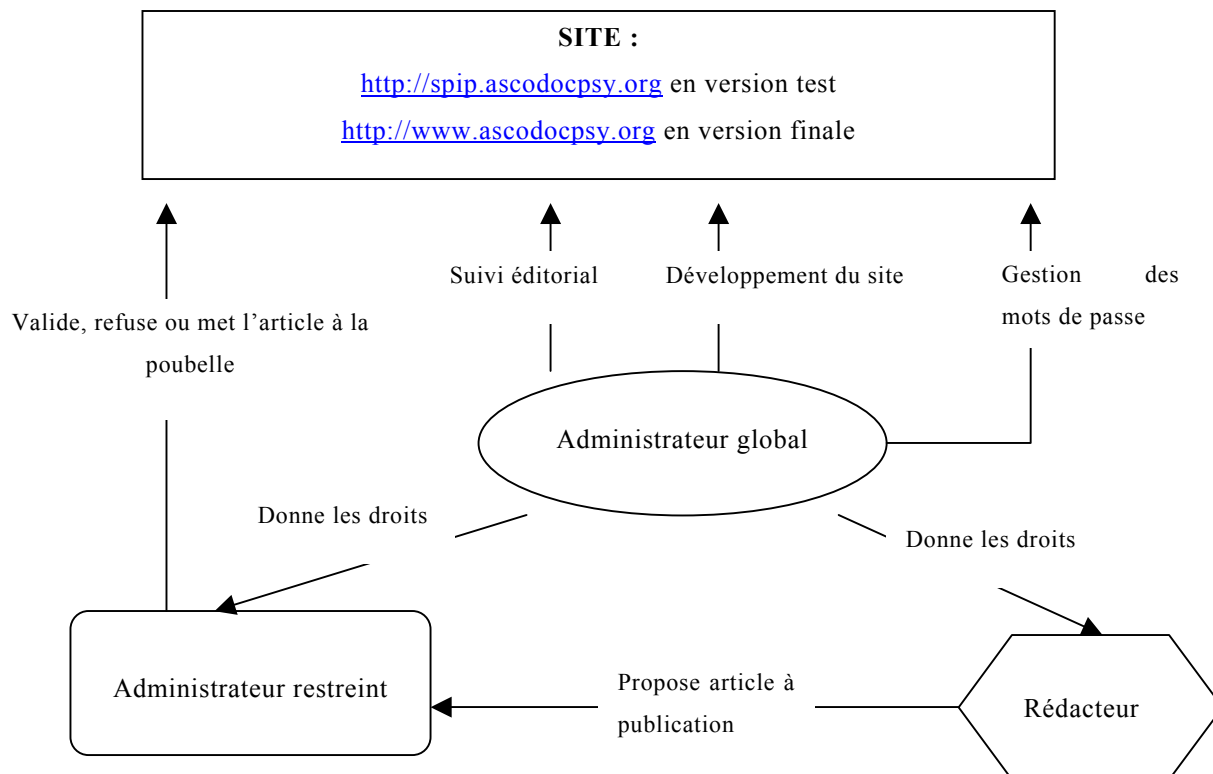 SITE :
http://spip.ascodocpsy.org en version test
http://www.ascodocpsy.org en version finale
Valide, refuse ou met l’article à la
poubelle
Suivi éditorial
Développement du site
Gestion des
mots de passe
Administrateur global
Donne les droits
Donne les droits
Administrateur restreint
Propose article à
publication
Rédacteur